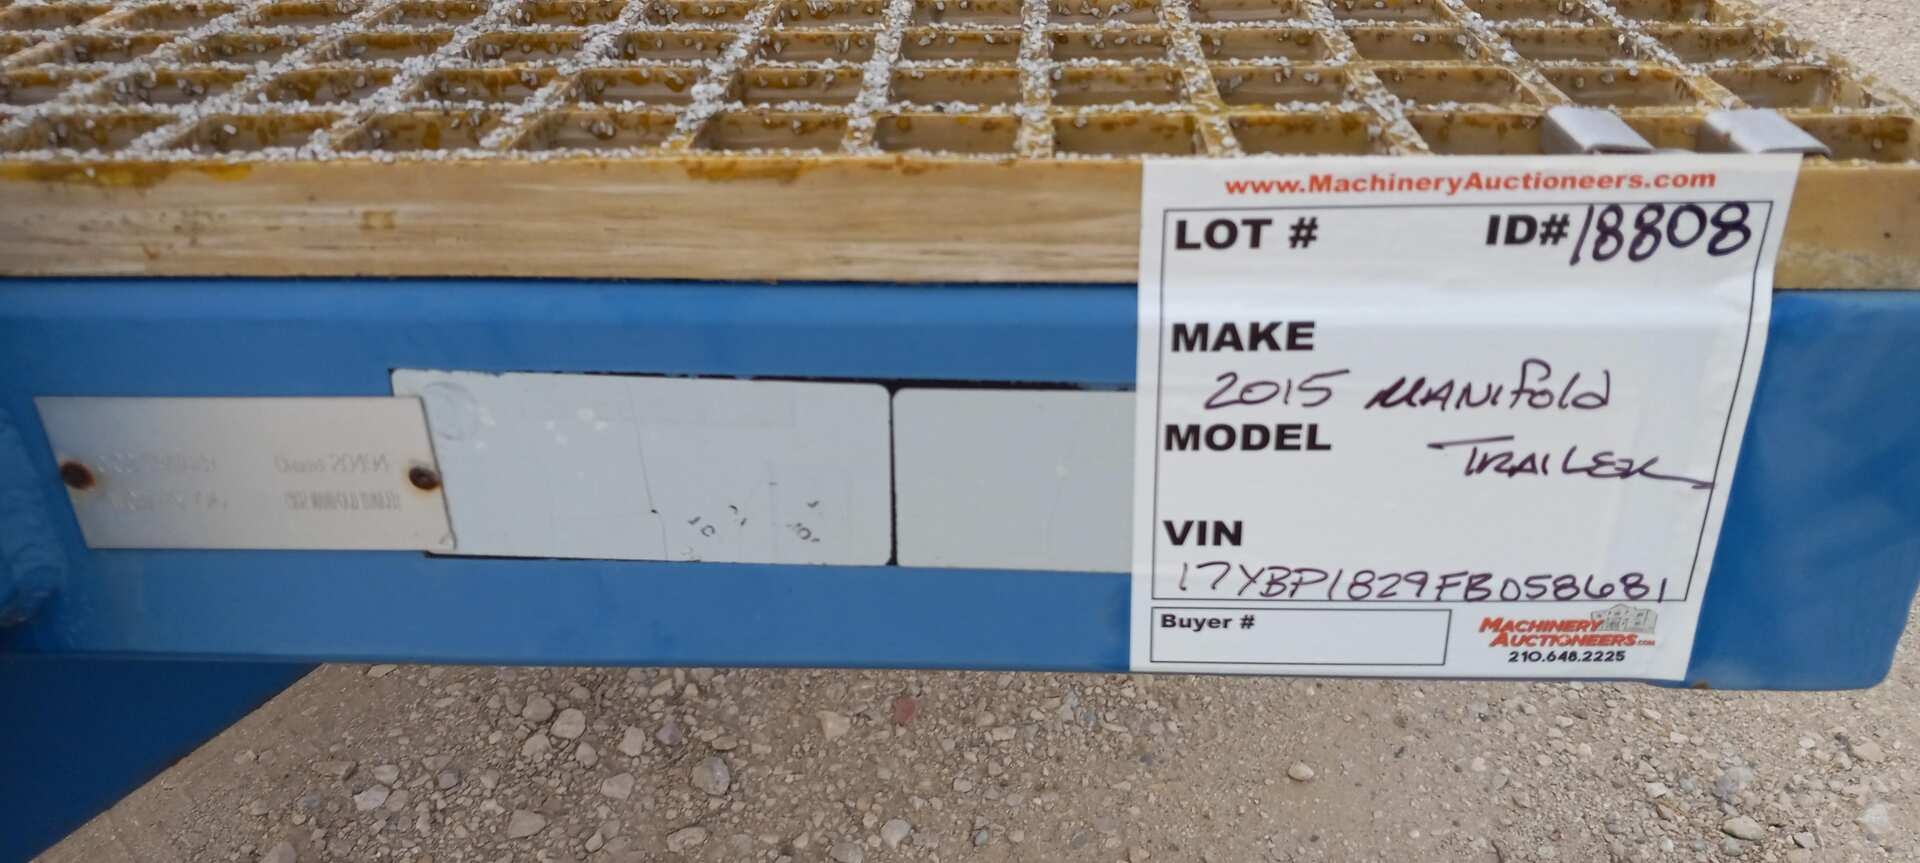 www.MachineryAuctioneers.com
LOT # ID# 18808
MAKE
2015 MANIFOLD
MODEL
TRAILER
VIN
17YBP1829FB058681
Buyer #
MACHINERY
AUCTIONEERS.COM
210.648.2225